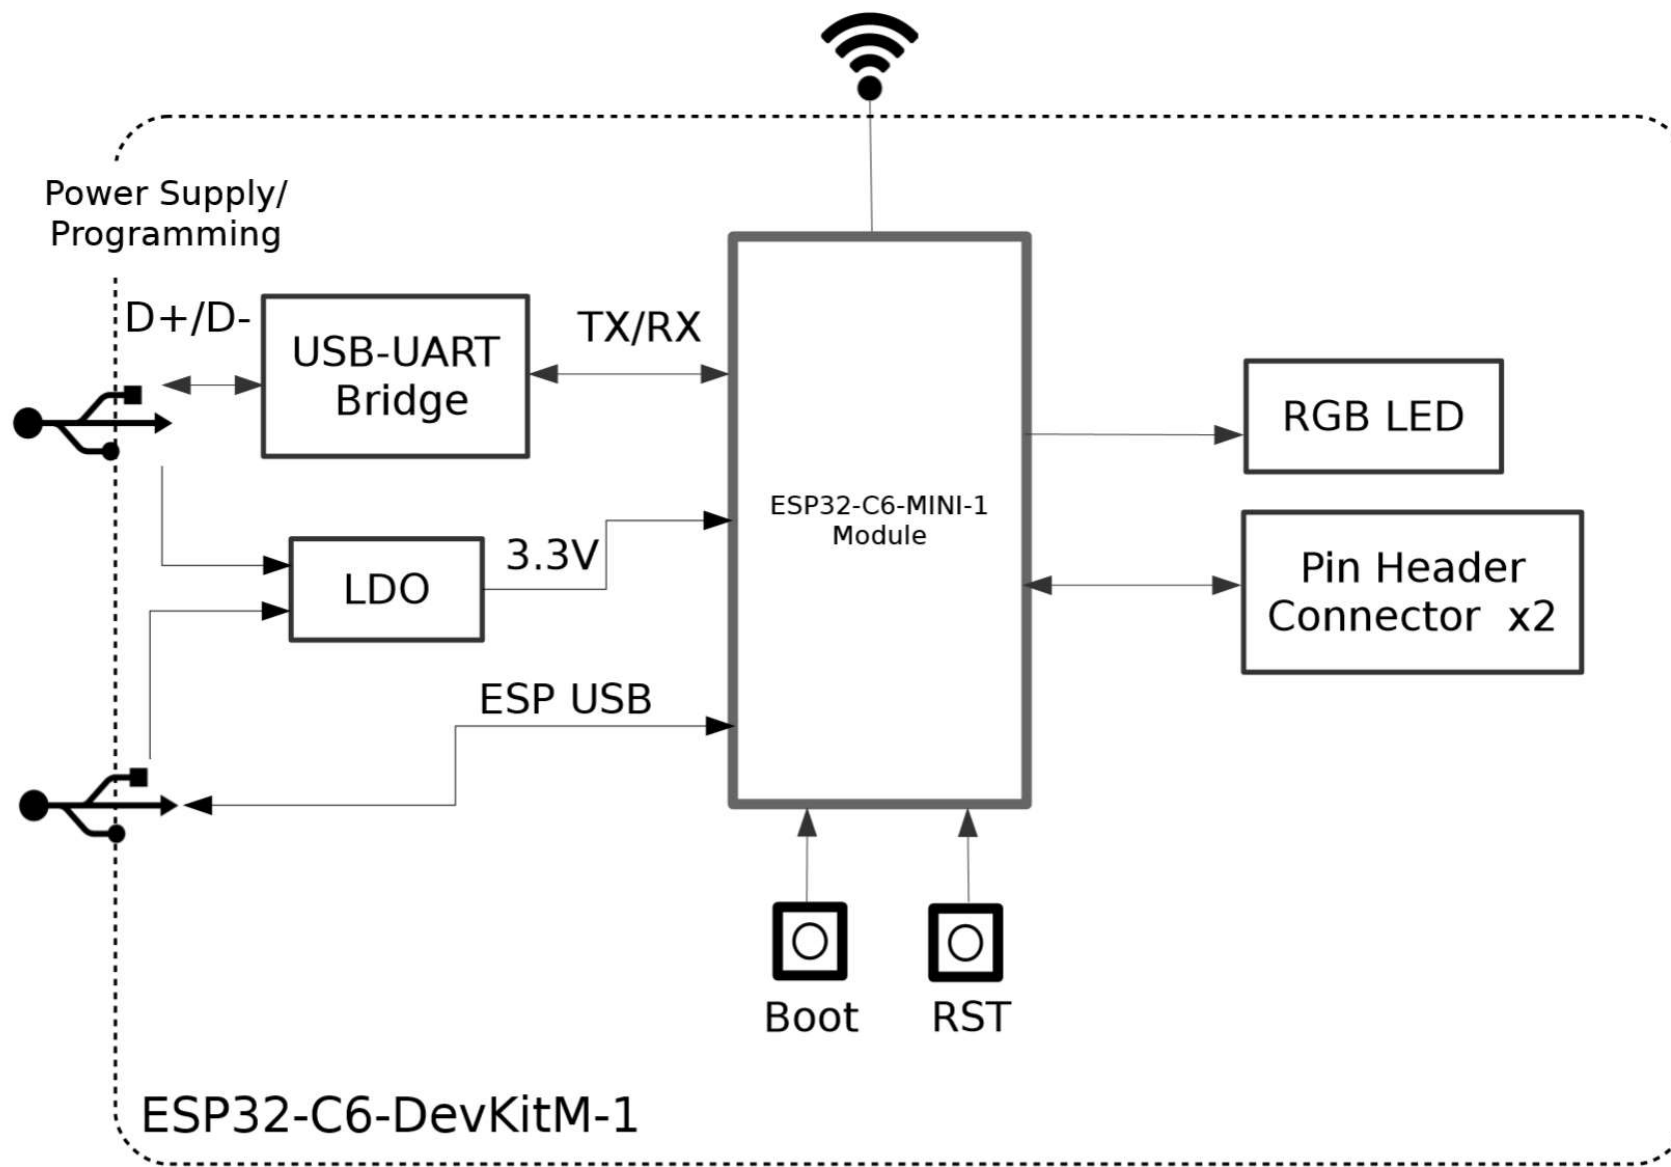 Power Supply/
Programming
D+/D-
USB-UART
Bridge
TX/RX
RGB LED
ESP32-C6-MINI-1
Module
LDO
3.3V
Pin Header
Connector x2
ESP USB
Boot
RST
ESP32-C6-DevKitM-1